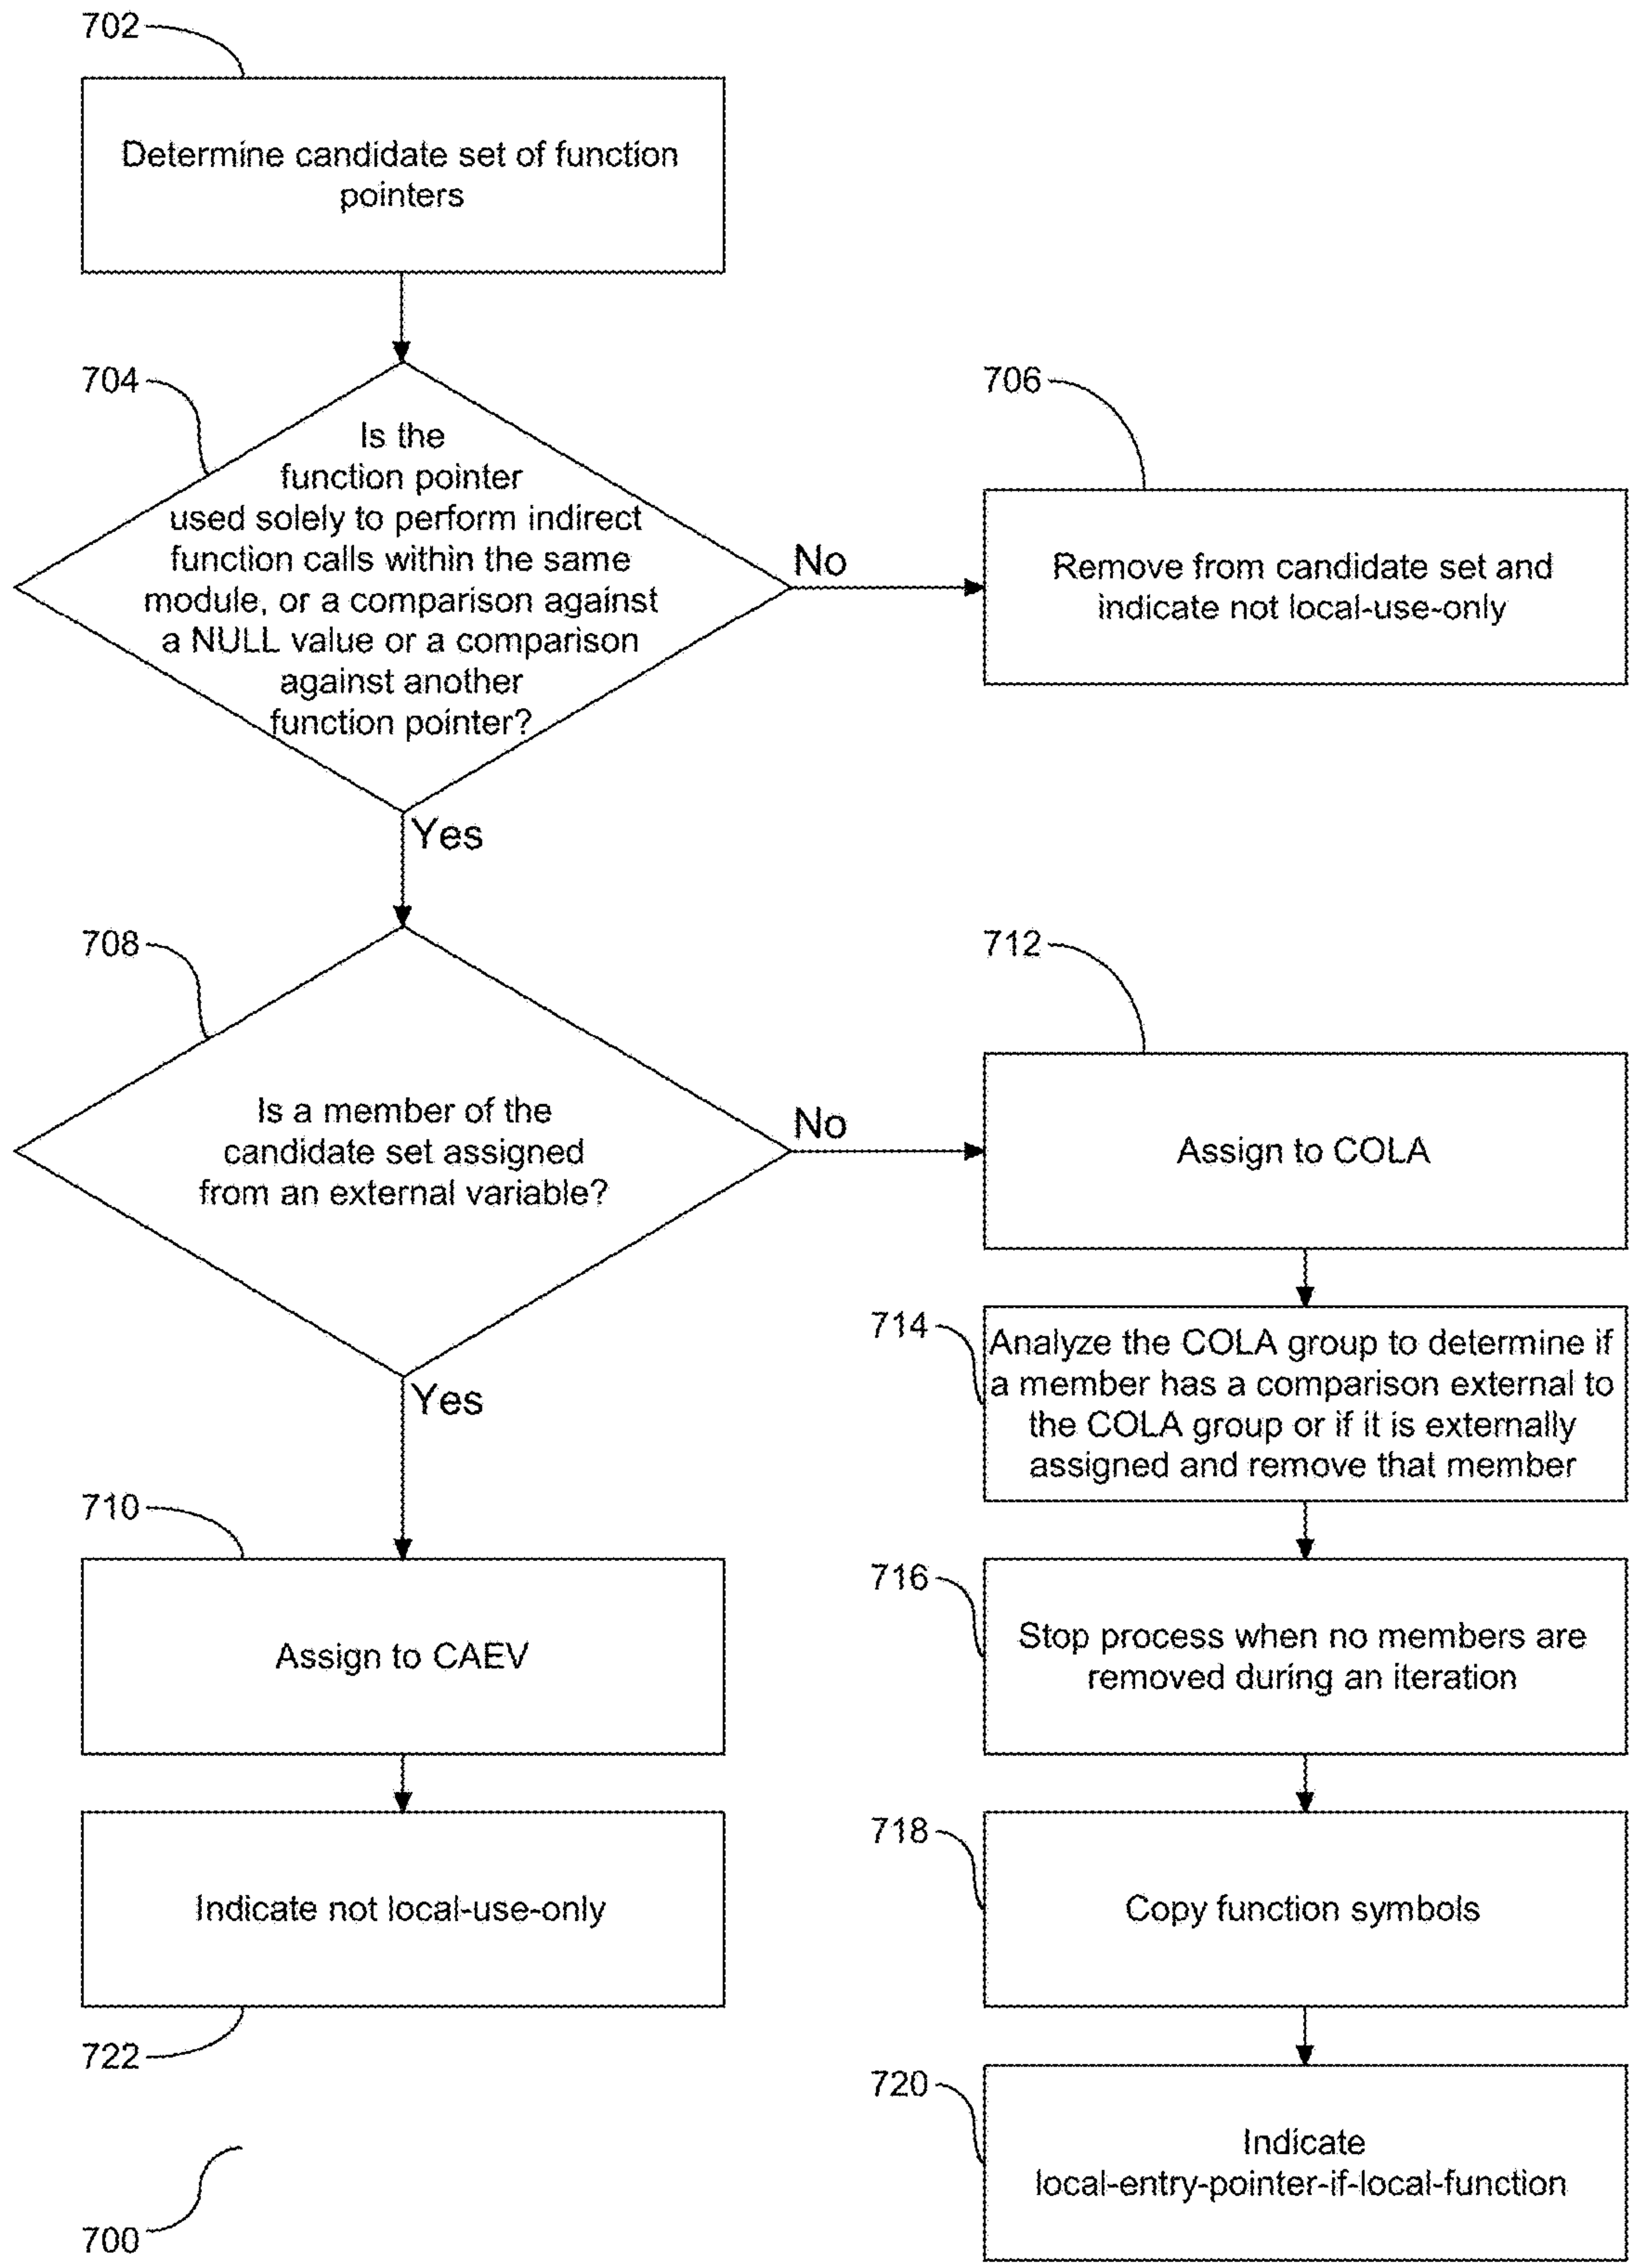 702
Determine candidate set of function
pointers
704
Is the
function pointer
used solely to perform indirect
function calls within the same
module, or a comparison against
a NULL value or a comparison
against another
function pointer?
No
706
Remove from candidate set and
indicate not local-use-only
Yes
708
Is a member of the
candidate set assigned
from an external variable?
No
712
Assign to COLA
714
Analyze the COLA group to determine if
a member has a comparison external to
the COLA group or if it is externally
assigned and remove that member
Yes
710
Assign to CAEV
716
Stop process when no members are
removed during an iteration
722
Indicate not local-use-only
718
Copy function symbols
720
Indicate
local-entry-pointer-if-local-function
700